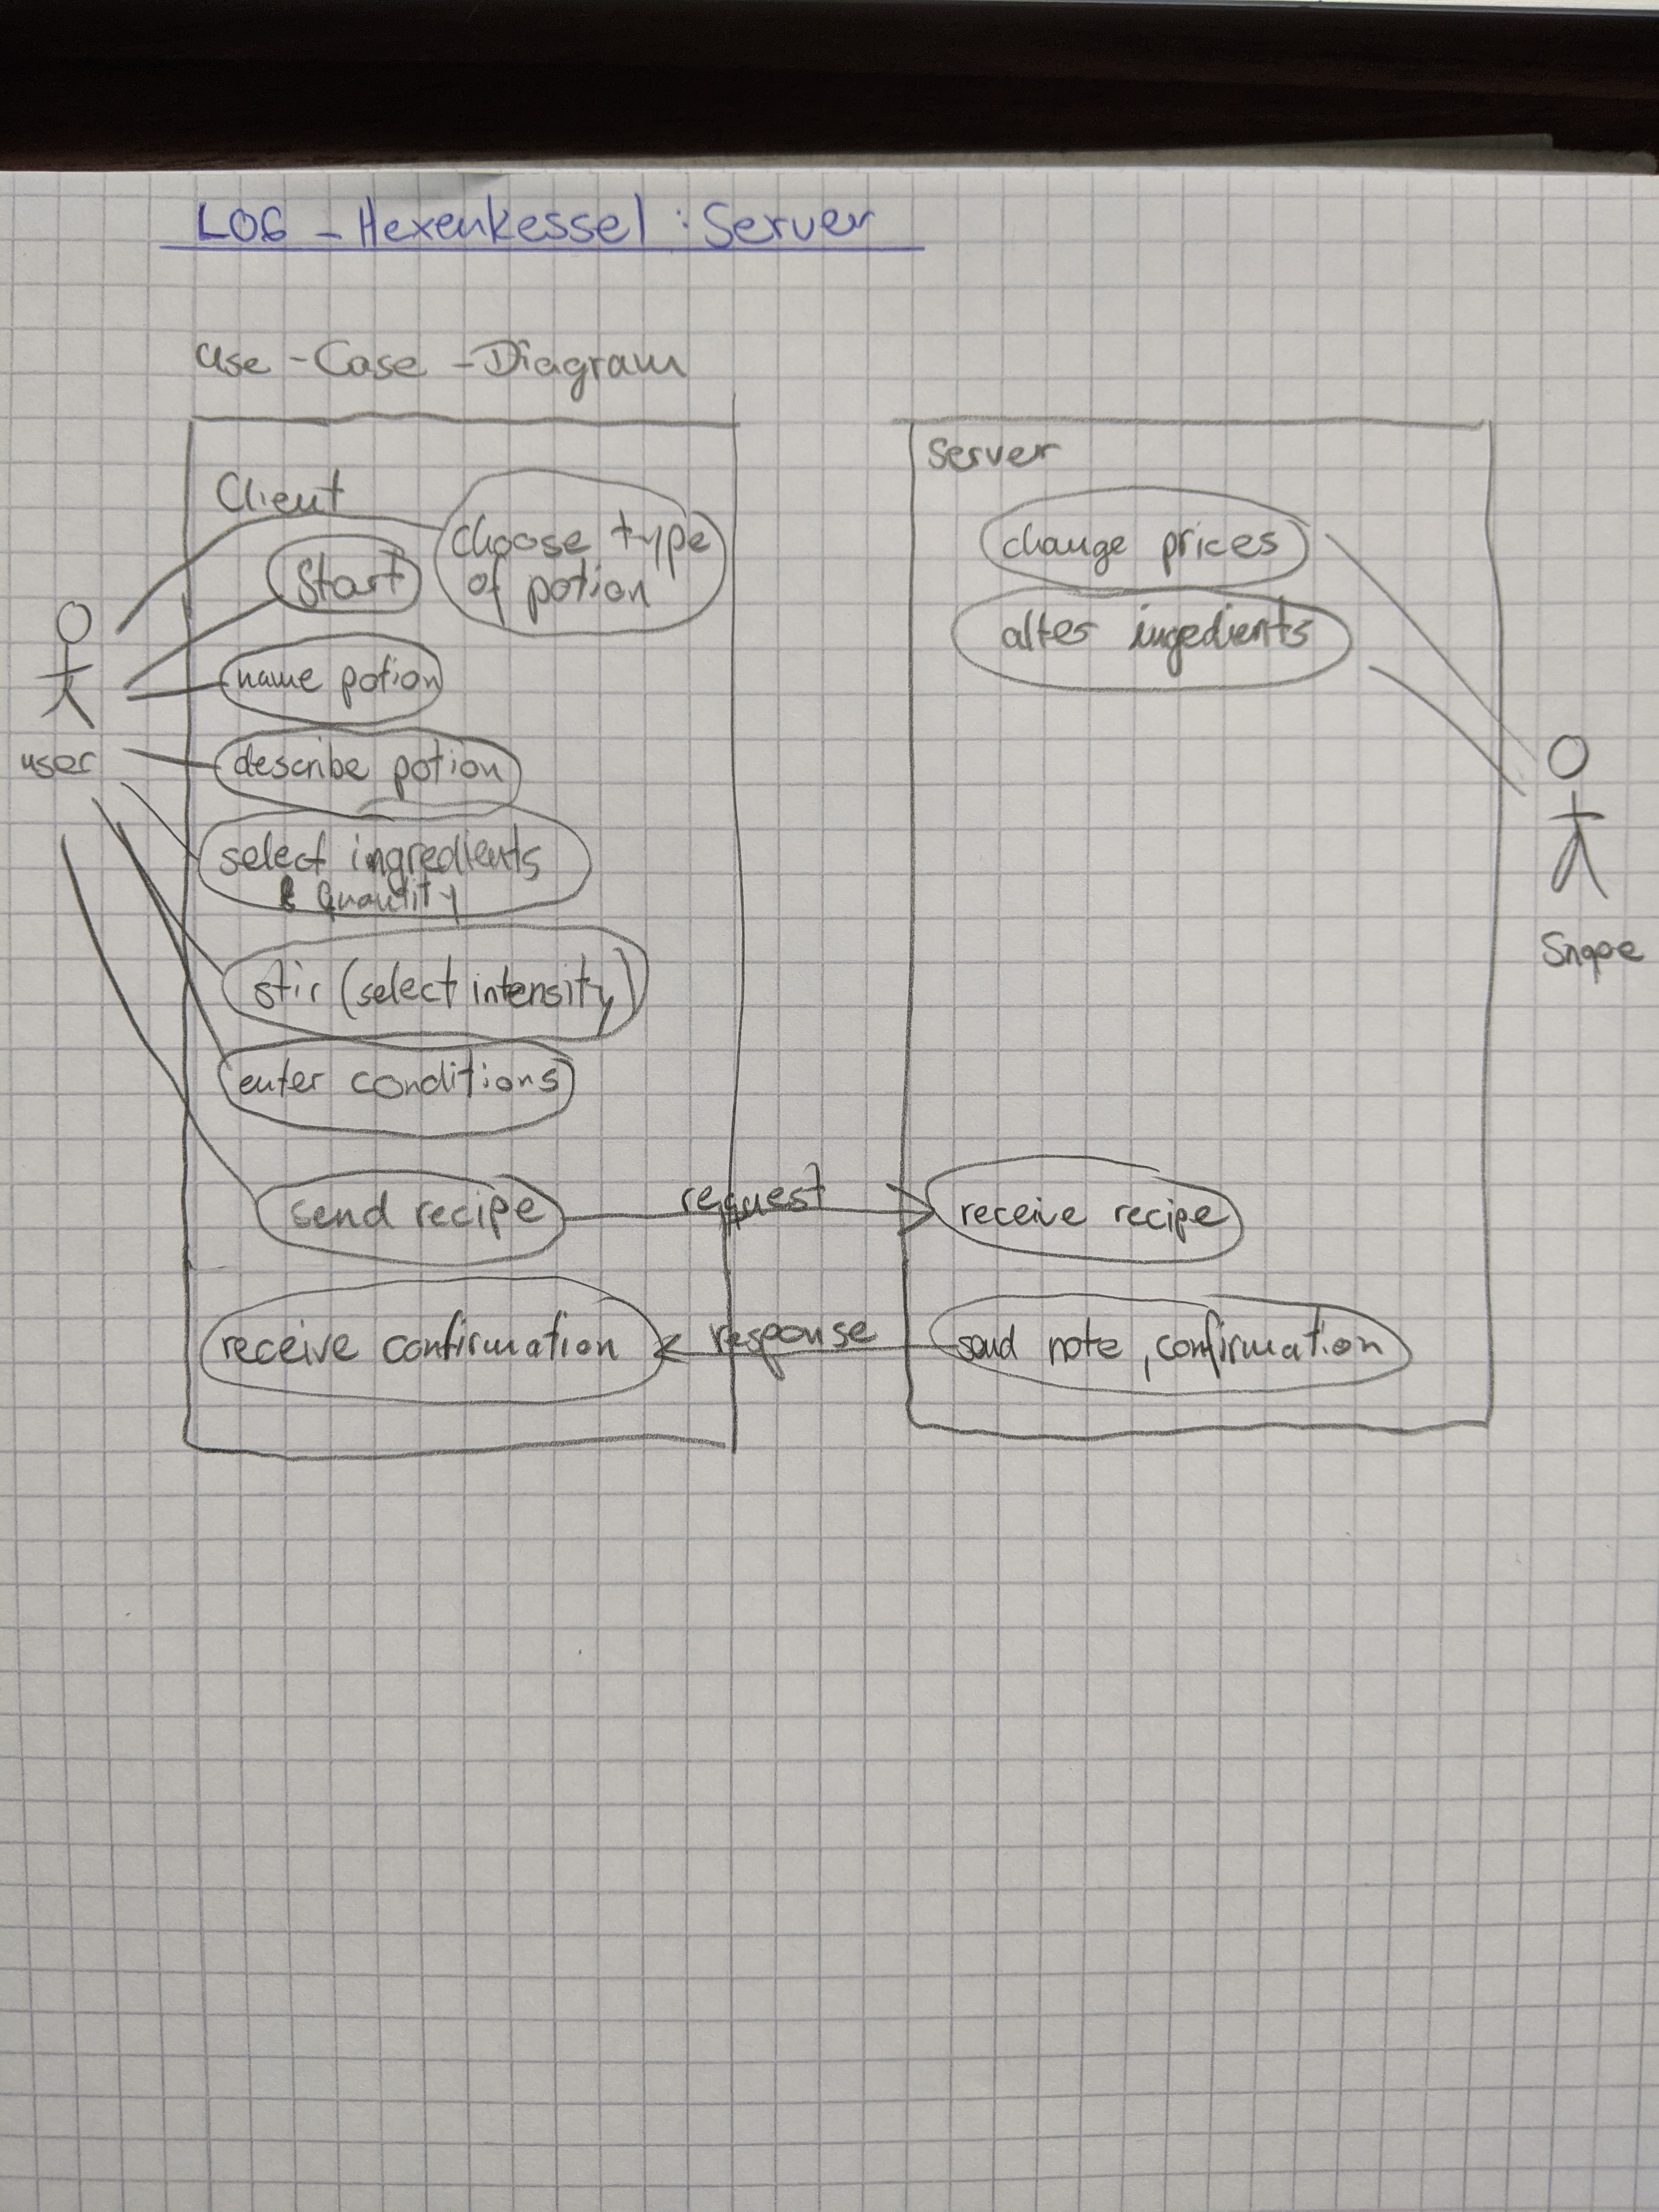 L06 - Hexenkessel : Server
Use - Case - Diagram
Client
choose type
of potion
Start
name potion
user
describe potion
select ingredients
& Quantity
stir (select intensity)
enter conditions
send recipe
request
receive confirmation
response
Server
change prices
alter ingedients
Snape
receive recipe
send note, confirmation